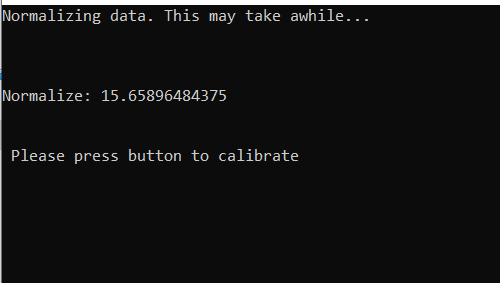 Normalizing data. This may take awhile...
Normalize: 15.65896484375
Please press button to calibrate